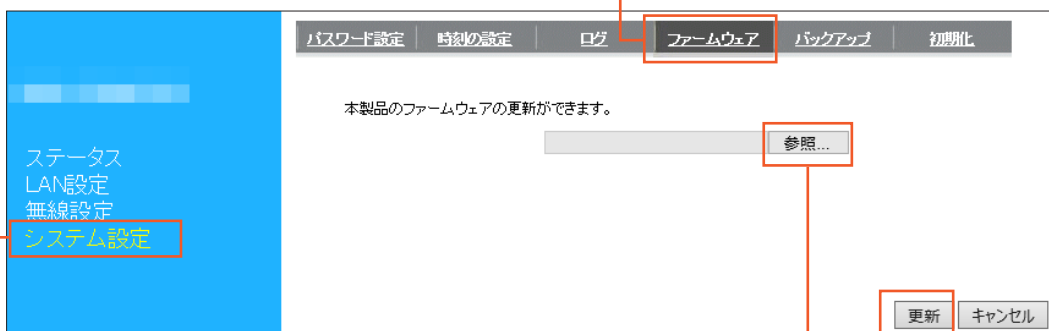 パスワード設定 時刻の設定 ログ ファームウェア バックアップ 初期化
本製品のファームウェアの更新ができます。
参照...
ステータス
LAN設定
無線設定
システム設定
更新 キャンセル